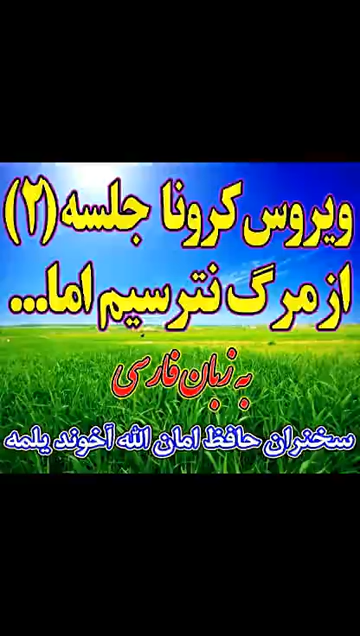 ویروس کرونا جلسه (۲)
از مرگ نترسیم اما...
به زبان فارسی
سخنران حافظ امان الله آخوند یلمه